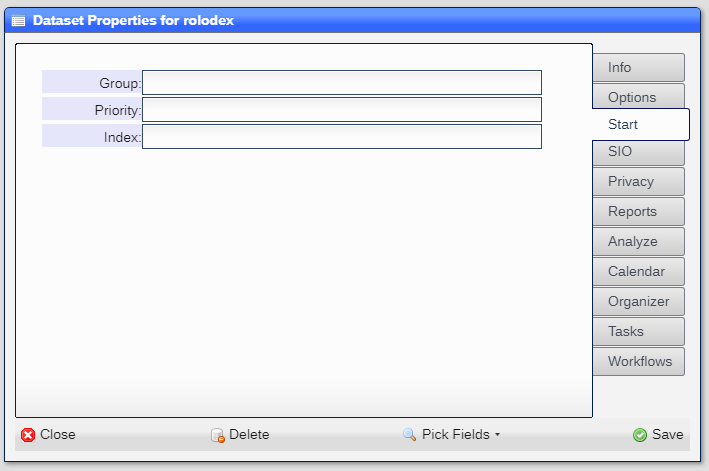 Dataset Properties for rolodex
Group:
Priority:
Index:
Info
Options
Start
SIO
Privacy
Reports
Analyze
Calendar
Organizer
Tasks
Workflows
Close Delete Pick Fields Save